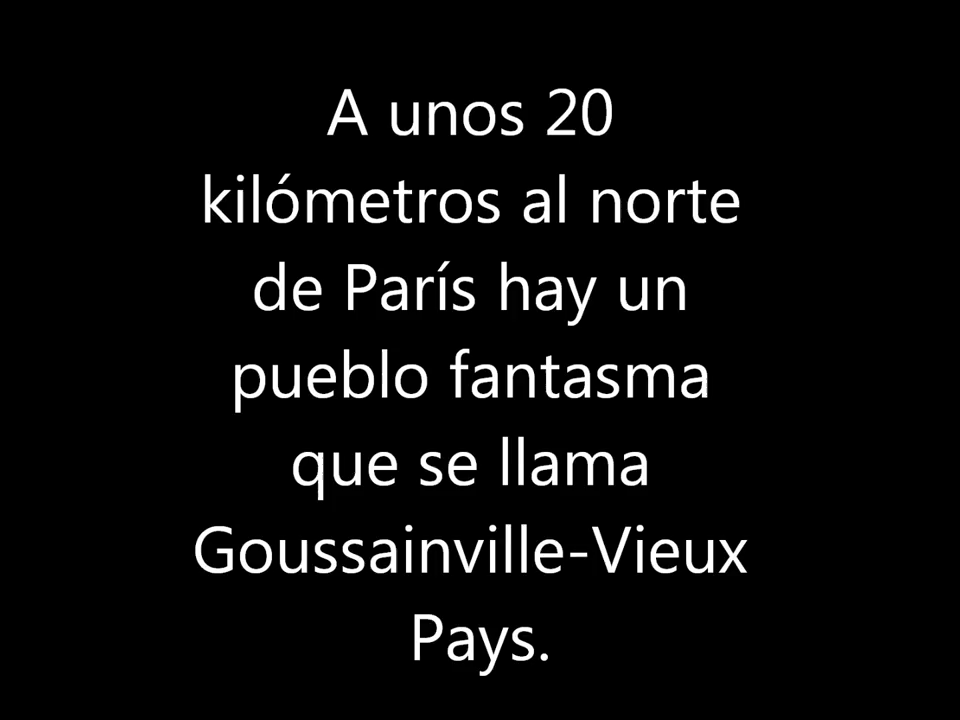 A unos 20
kilómetros al norte
de París hay un
pueblo fantasma
que se llama
Goussainville-Vieux
Pays.